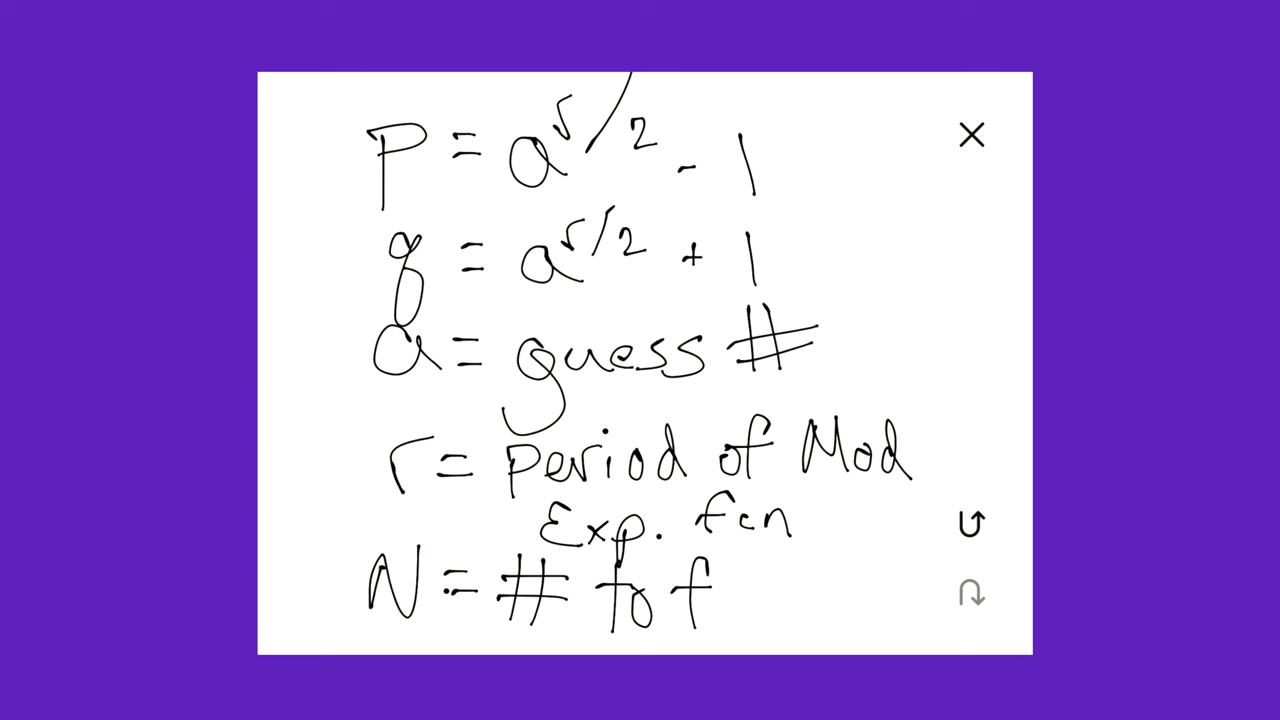 P = a^r/2 - 1
q = a^r/2 + 1
a = guess #
r = period of Mod
Exp. fcn
N = # to f